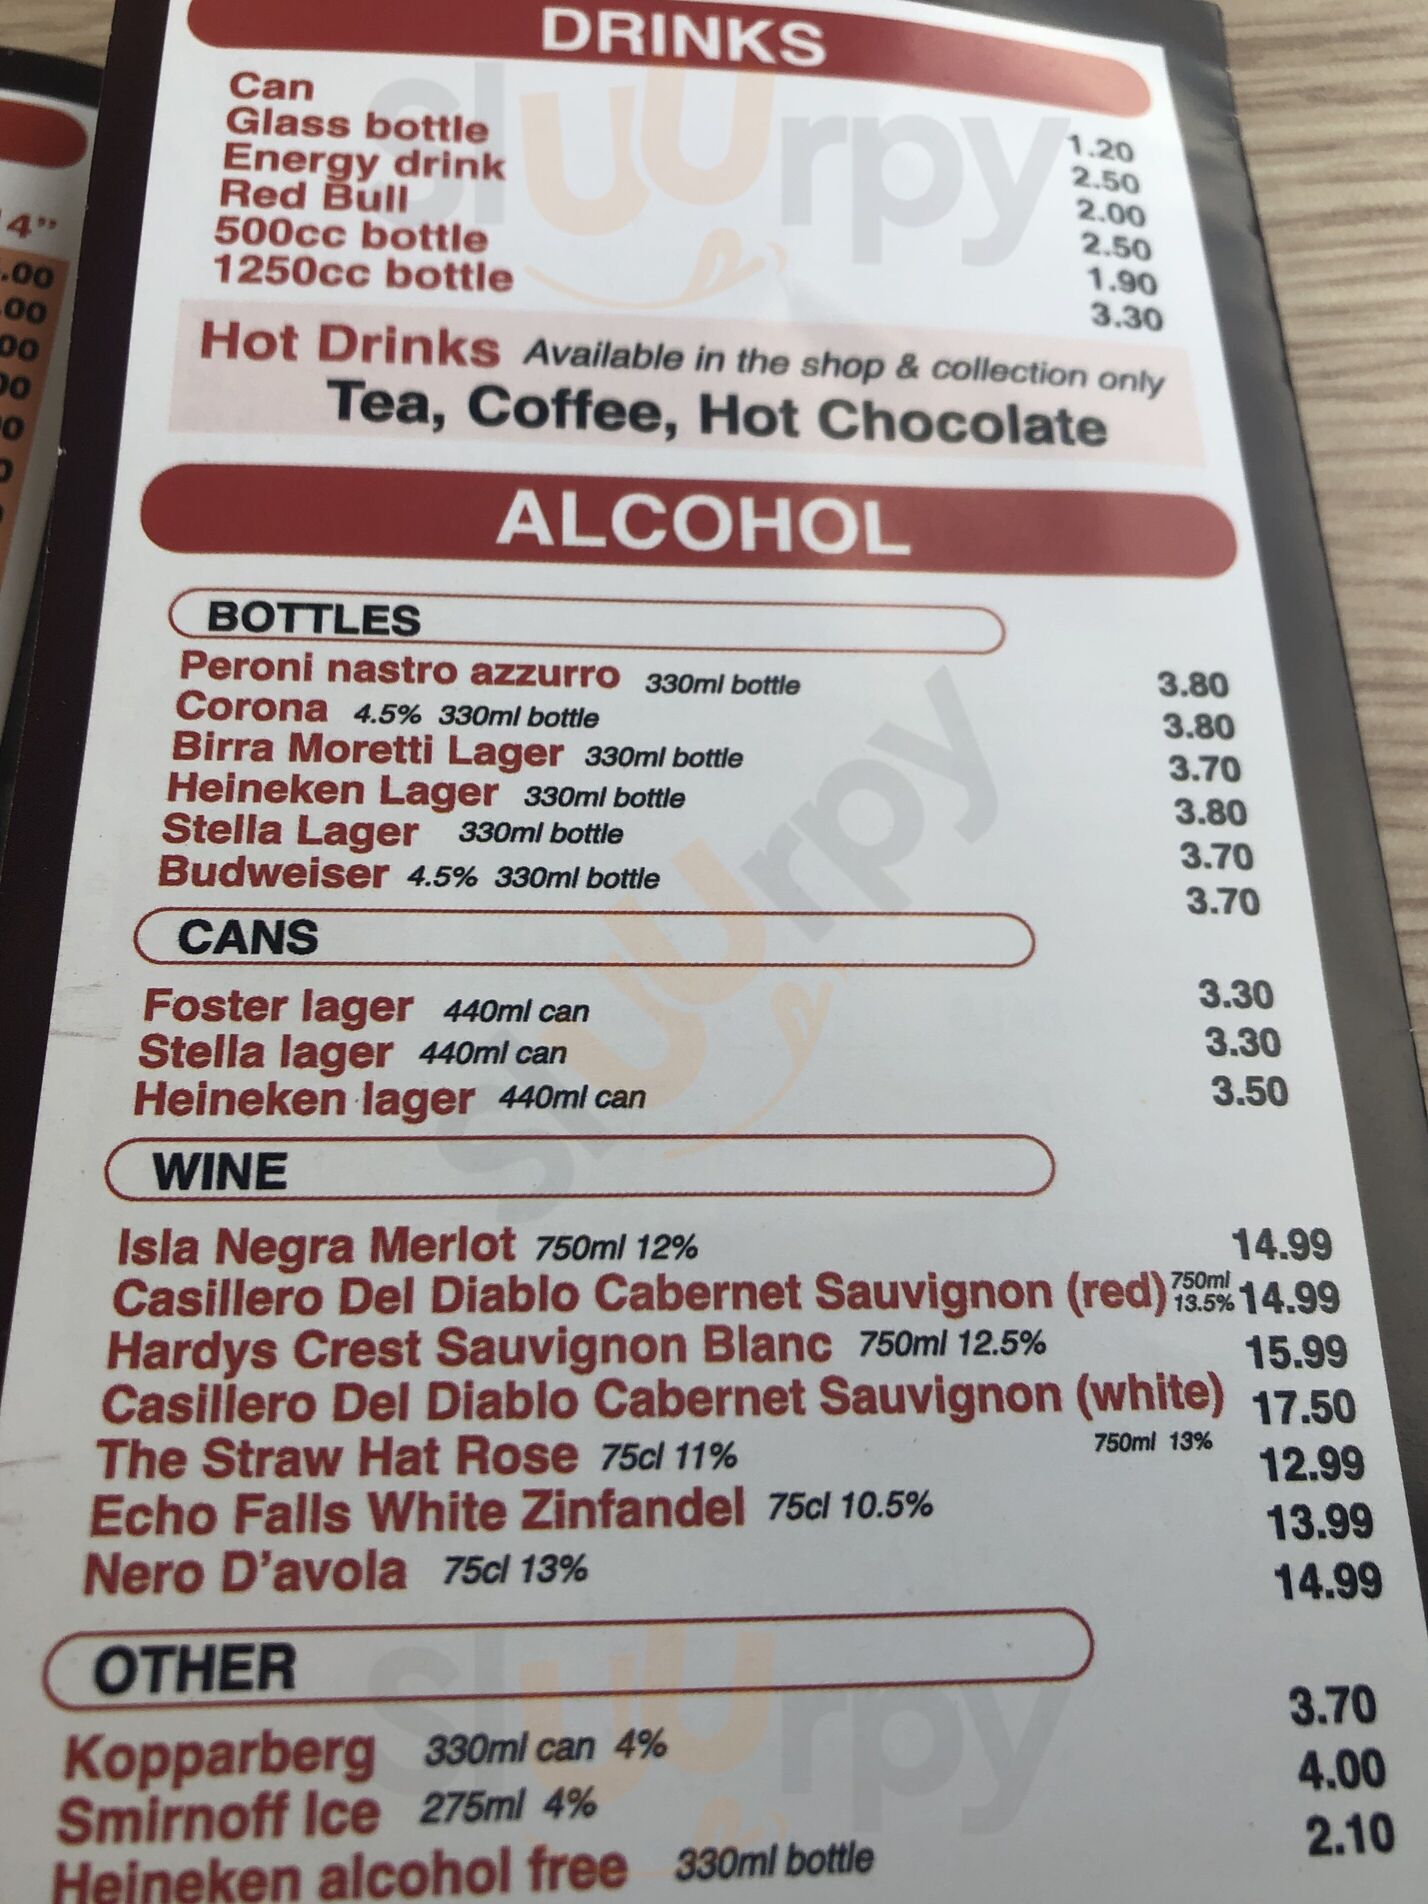 DRINKS
Can 1.20
Glass bottle 2.50
Energy drink 2.00
Red Bull 2.50
500cc bottle 1.90
1250cc bottle 3.30
Hot Drinks Available in the shop & collection only
Tea, Coffee, Hot Chocolate
ALCOHOL
BOTTLES
Peroni nastro azzurro 330ml bottle 3.80
Corona 4.5% 330ml bottle 3.80
Birra Moretti Lager 330ml bottle 3.70
Heineken Lager 330ml bottle 3.80
Stella Lager 330ml bottle 3.70
Budweiser 4.5% 330ml bottle 3.70
CANS
Foster lager 440ml can 3.30
Stella lager 440ml can 3.30
Heineken lager 440ml can 3.50
WINE
Isla Negra Merlot 750ml 12% 14.99
Casillero Del Diablo Cabernet Sauvignon (red) 750ml 13.5% 14.99
Hardys Crest Sauvignon Blanc 750ml 12.5% 15.99
Casillero Del Diablo Cabernet Sauvignon (white) 17.50
750ml 13%
The Straw Hat Rose 75cl 11% 12.99
Echo Falls White Zinfandel 75cl 10.5% 13.99
Nero D'avola 75cl 13% 14.99
OTHER
Kopparberg 330ml can 4% 3.70
Smirnoff Ice 275ml 4% 4.00
Heineken alcohol free 330ml bottle 2.10
sluurpy
sluurpy
sluurpy